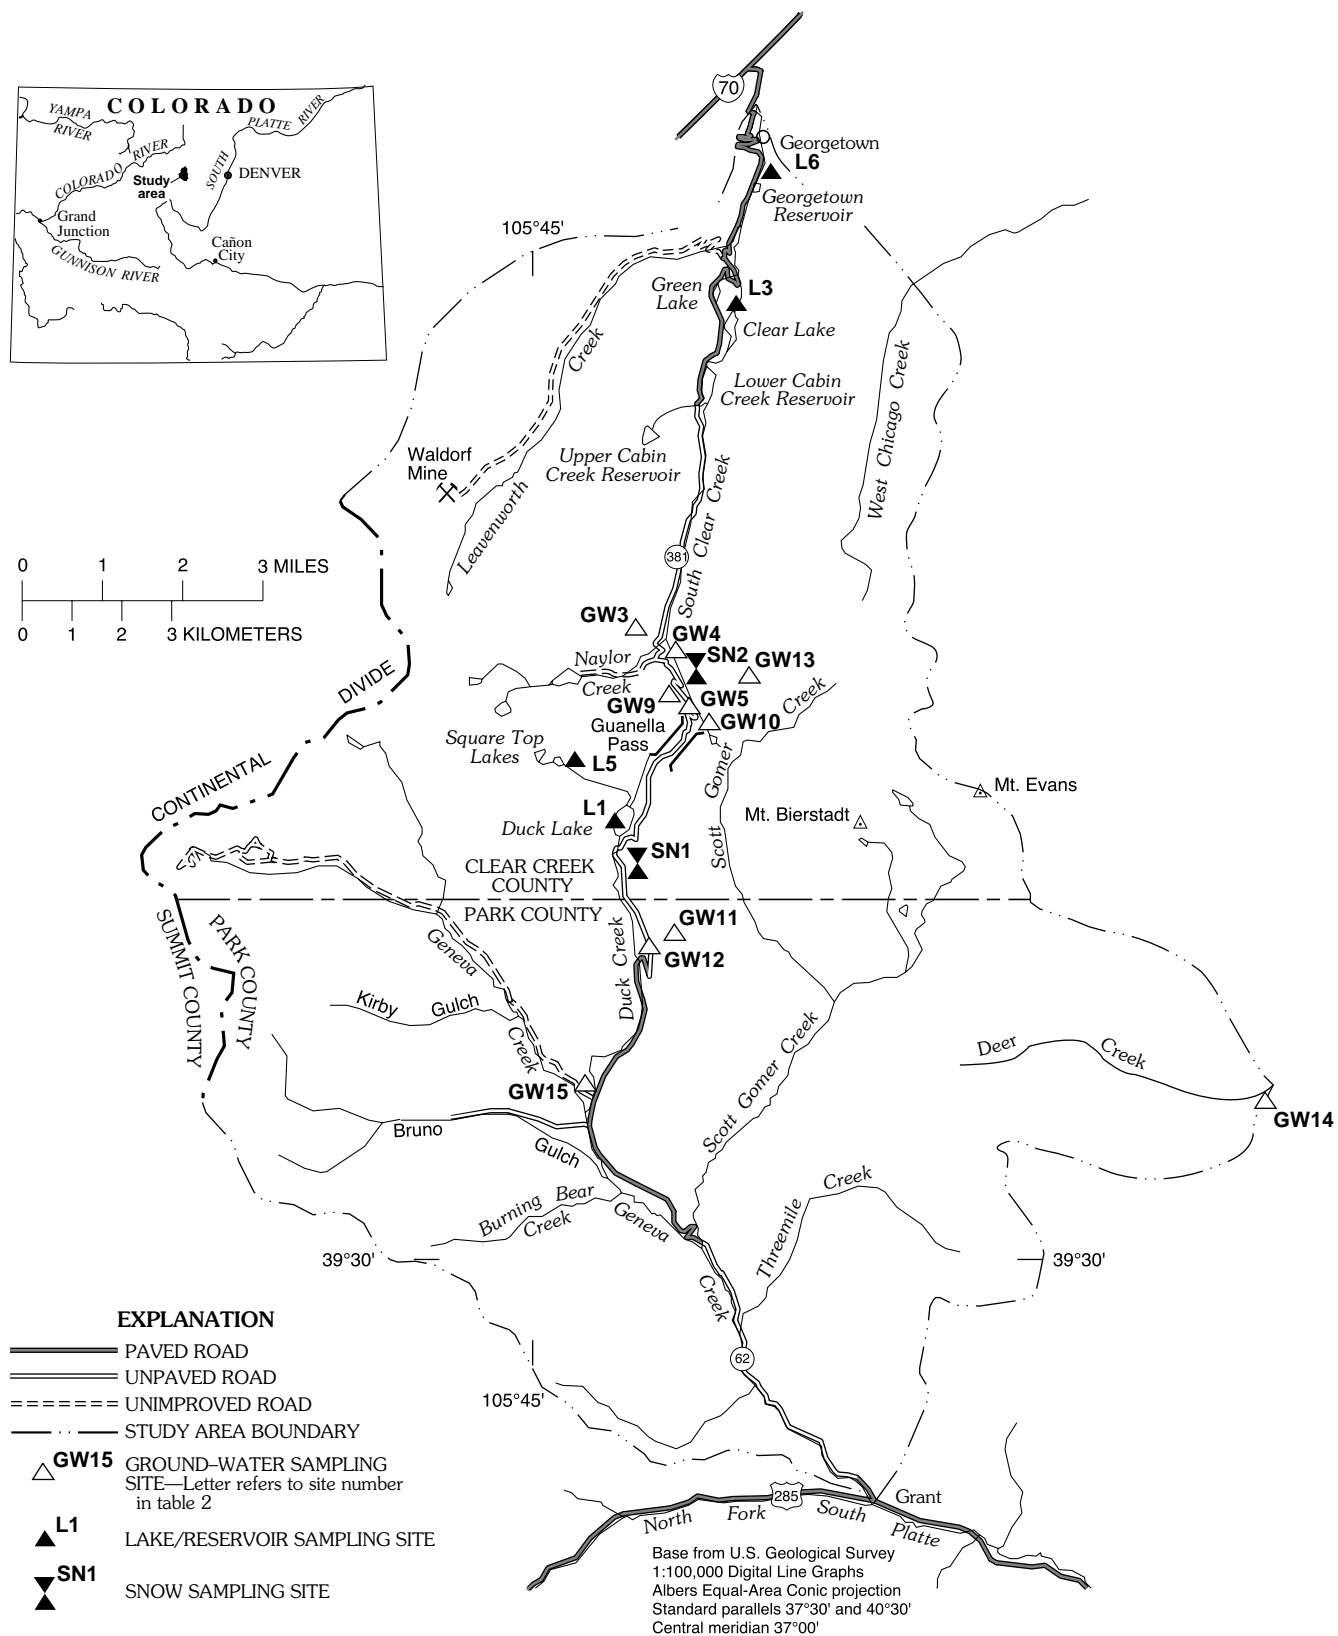 70
COLORADO
YAMPA
RIVER
PLATTE RIVER
COLORADO RIVER
SOUTH
Study
area
DENVER
Grand
Junction
GUNNISON RIVER
Cañon
City
Georgetown
L6
Georgetown
Reservoir
105°45'
Green
Lake
L3
Clear Lake
Creek
Lower Cabin
Creek Reservoir
West Chicago Creek
Waldorf
Mine
Upper Cabin
Creek Reservoir
Leavenworth
South Clear Creek
381
0 1 2 3 MILES
0 1 2 3 KILOMETERS
GW3
GW4
SN2
GW13
Naylor
Creek
GW9
GW5
GW10
Creek
DIVIDE
Guanella
Pass
Square Top
Lakes
L5
Gomer
Scott
CONTINENTAL
Mt. Evans
L1
Duck Lake
Mt. Bierstadt
SN1
CLEAR CREEK
COUNTY
PARK COUNTY
SUMMIT COUNTY
PARK COUNTY
GW11
GW12
Geneva
Duck Creek
Kirby Gulch
Creek
Scott Gomer Creek
Deer Creek
GW15
GW14
Bruno
Gulch
Burning Bear
Creek
Geneva
Threemile Creek
39°30'
39°30'
Creek
62
105°45'
EXPLANATION
PAVED ROAD
UNPAVED ROAD
UNIMPROVED ROAD
STUDY AREA BOUNDARY
GW15
GROUND–WATER SAMPLING
SITE—Letter refers to site number
in table 2
L1
LAKE/RESERVOIR SAMPLING SITE
SN1
SNOW SAMPLING SITE
285
Grant
North Fork South Platte
Base from U.S. Geological Survey
1:100,000 Digital Line Graphs
Albers Equal-Area Conic projection
Standard parallels 37°30' and 40°30'
Central meridian 37°00'